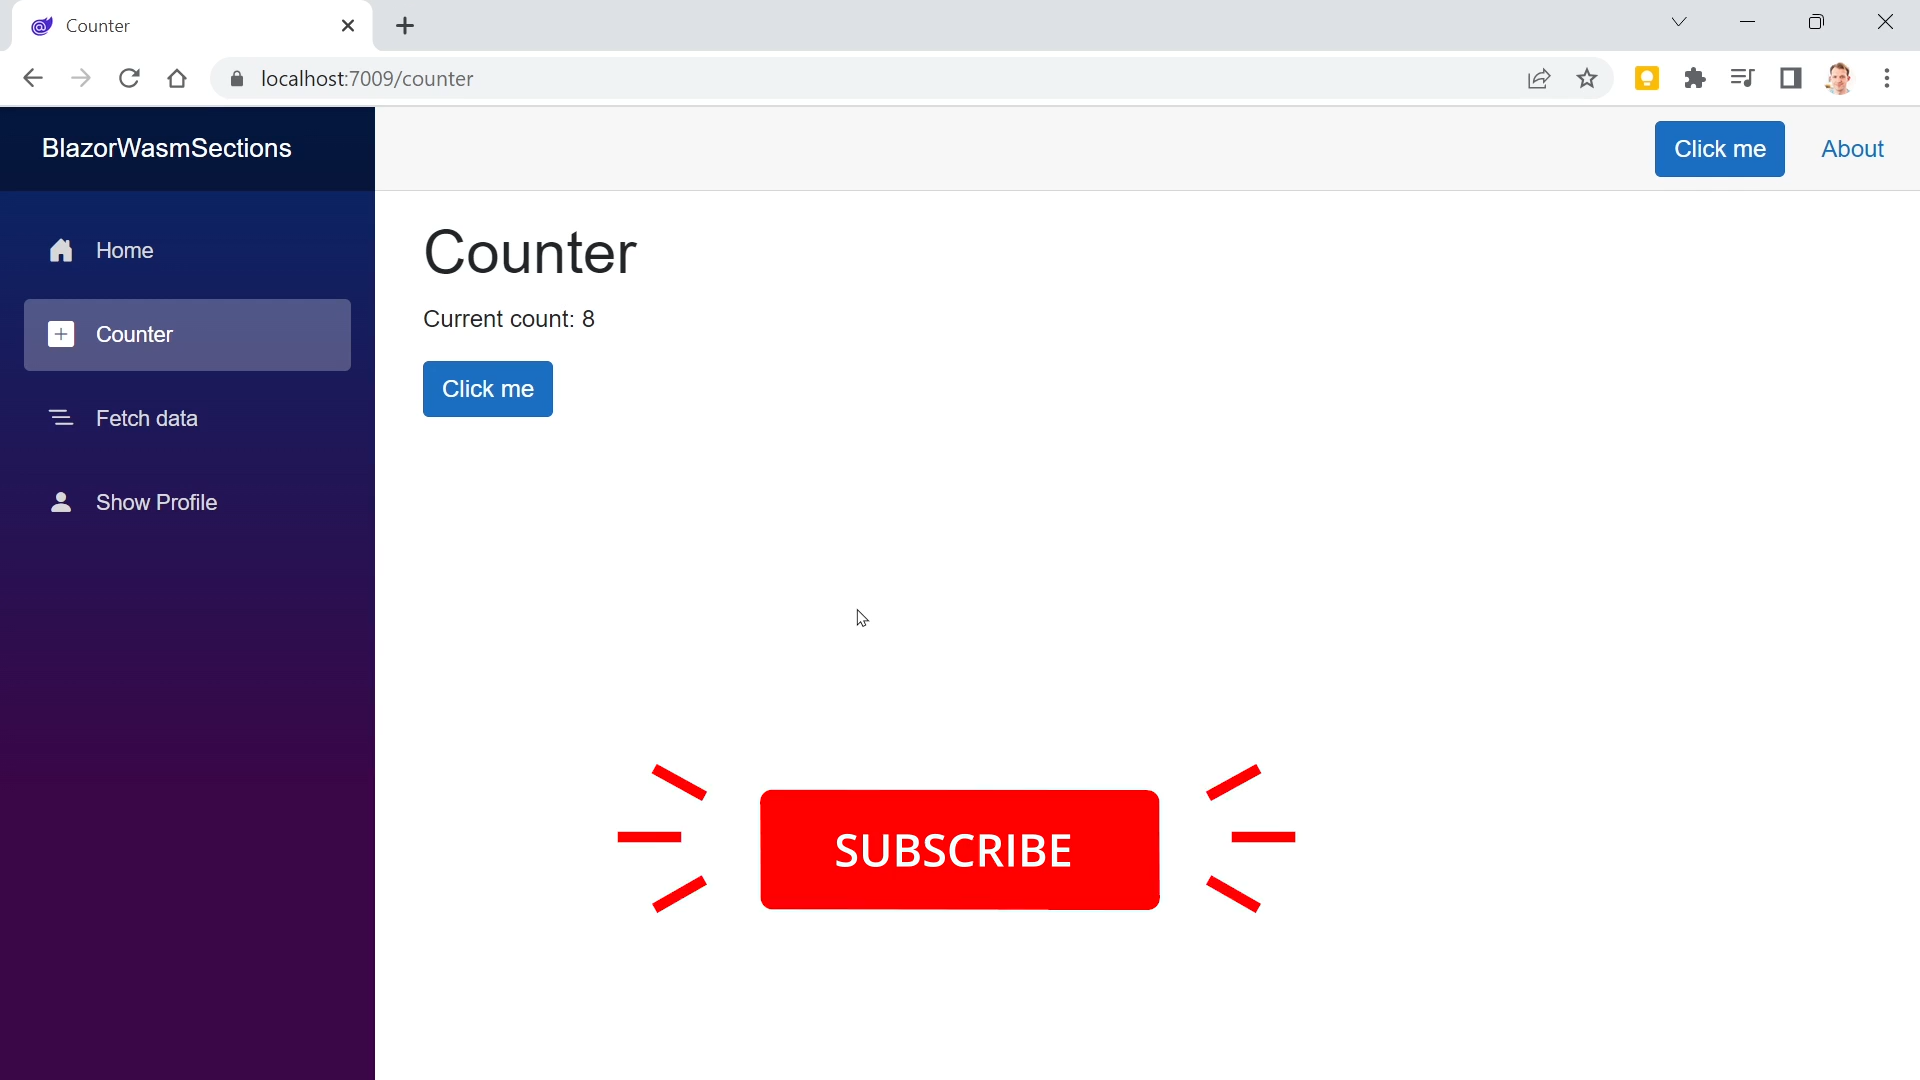 Counter
localhost:7009/counter
BlazorWasmSections
Click me
About
Home
Counter
Fetch data
Show Profile
Counter
Current count: 8
Click me
SUBSCRIBE